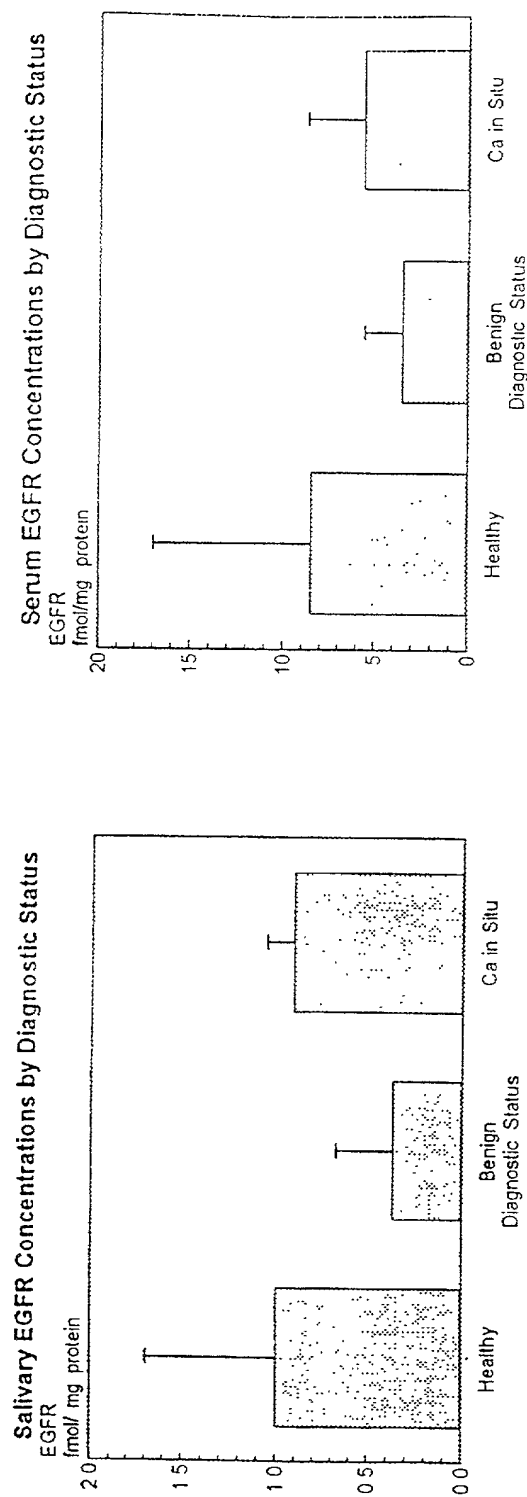 Salivary EGFR Concentrations by Diagnostic Status
EGFR
fmol/ mg protein
2 0
1 5
1 0
0 5
0 0
Healthy
Benign
Ca in Situ
Diagnostic Status
Serum EGFR Concentrations by Diagnostic Status
EGFR
fmol/mg protein
20
15
10
5
0
Healthy
Benign
Ca in Situ
Diagnostic Status